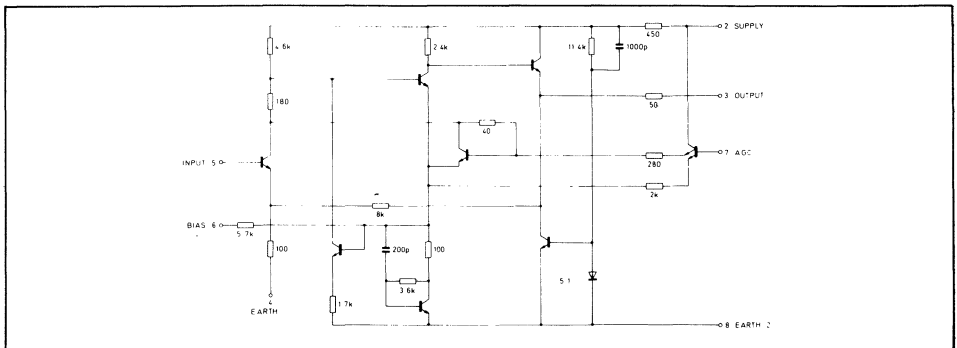 4.6k
2.4k
11.4k
1000p
450
2 SUPPLY
180
50
3 OUTPUT
40
INPUT 5
280
7 AGC
2k
8k
BIAS 6
5.7k
100
200p
100
3.6k
5.1
1.7k
4
EARTH
8 EARTH 2